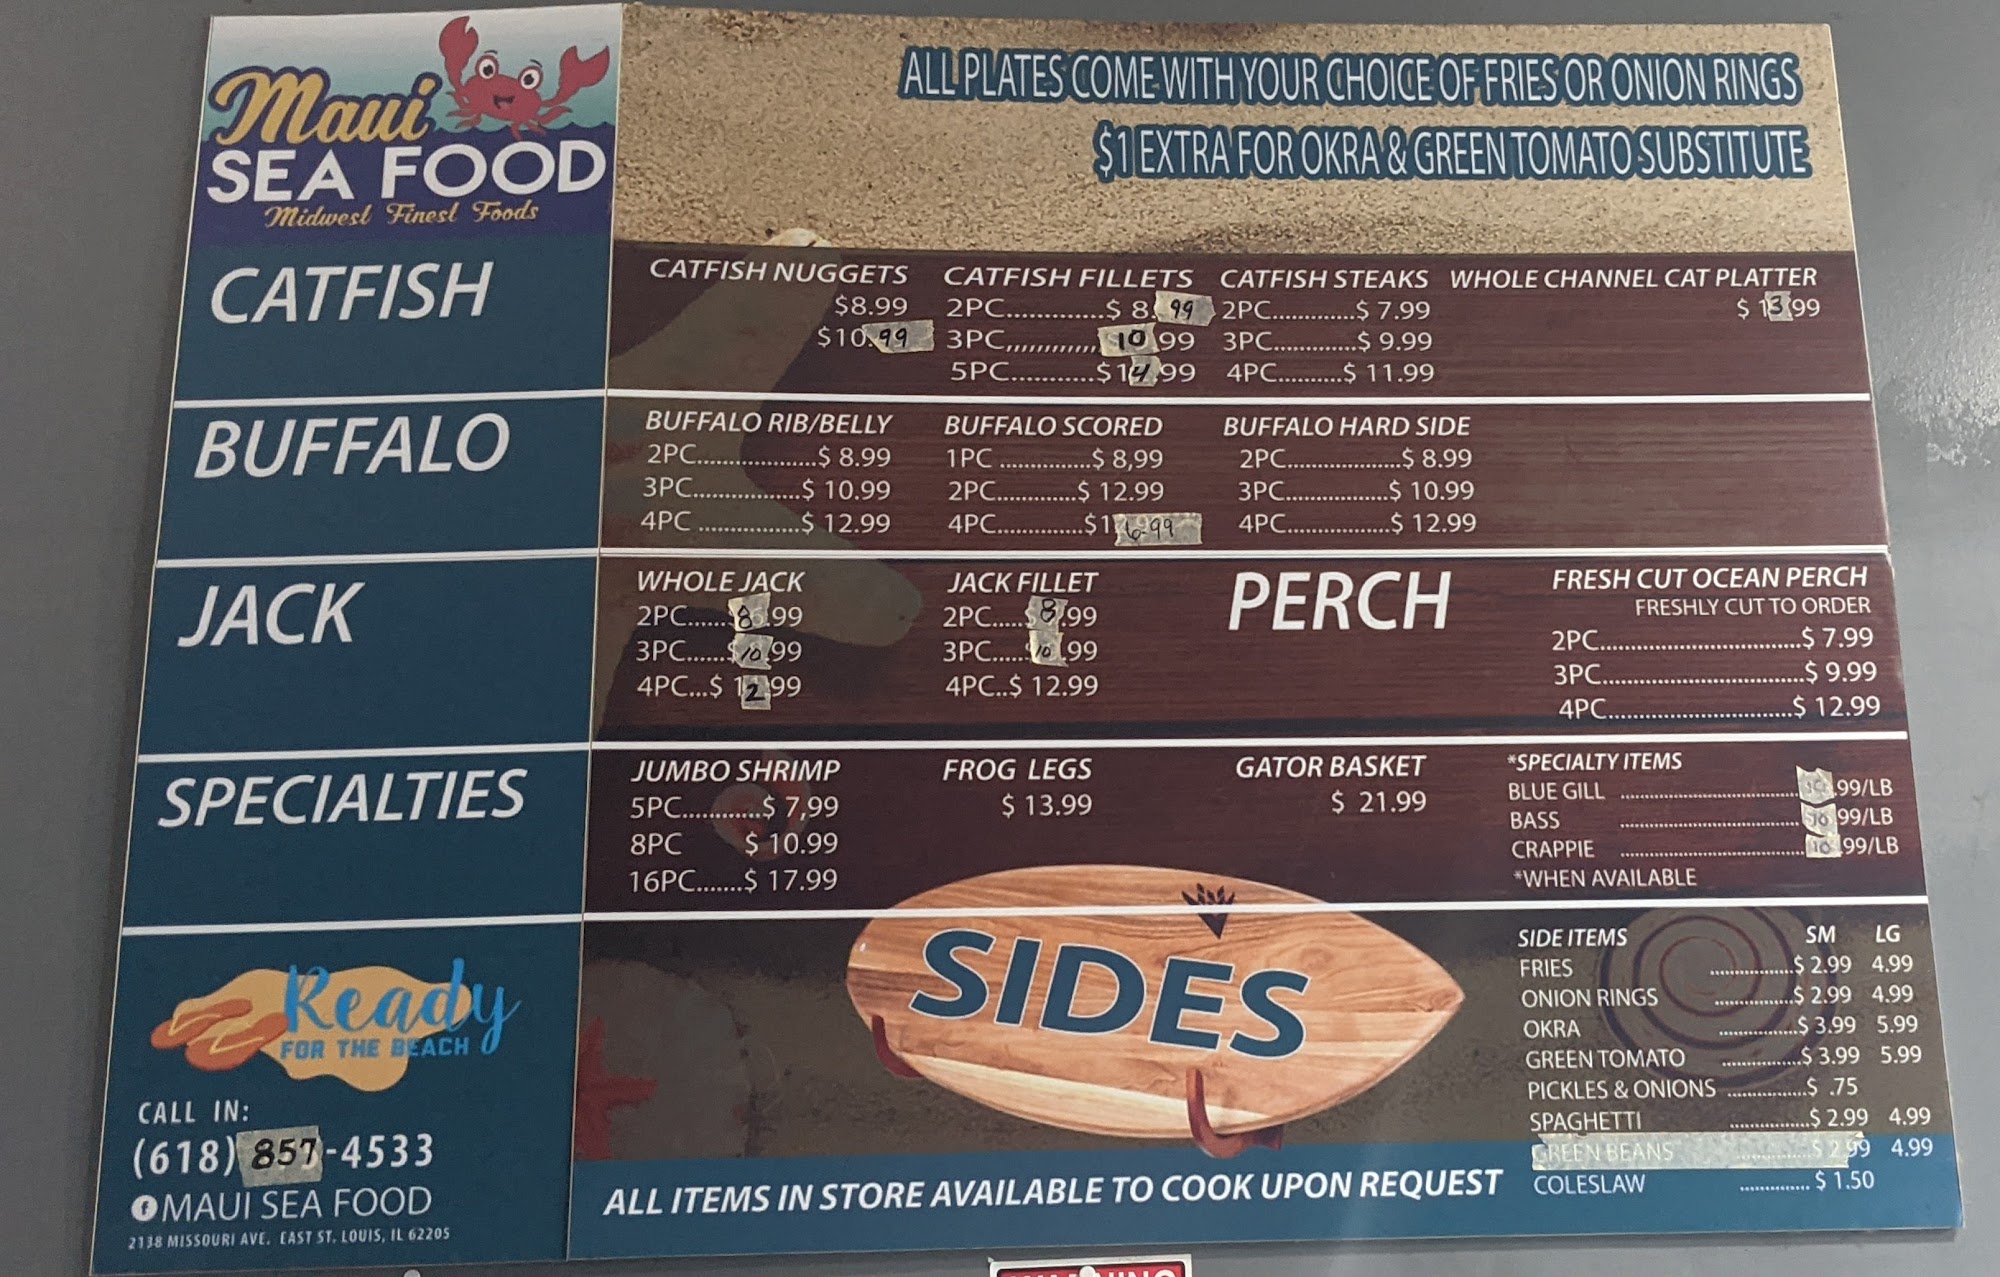 Maui
SEA FOOD
Midwest Finest Foods
ALL PLATES COME WITH YOUR CHOICE OF FRIES OR ONION RINGS
$1 EXTRA FOR OKRA & GREEN TOMATO SUBSTITUTE
CATFISH
CATFISH NUGGETS
$8.99
$10.99
CATFISH FILLETS
2PC.............$ 8.99
3PC,,,,,,,,,,,,, 10.99
5PC...........$14.99
CATFISH STEAKS
2PC.............$ 7.99
3PC.............$ 9.99
4PC..........$ 11.99
WHOLE CHANNEL CAT PLATTER
$ 13.99
BUFFALO
BUFFALO RIB/BELLY
2PC...................$ 8.99
3PC.................$ 10.99
4PC ................$ 12.99
BUFFALO SCORED
1PC ..............$ 8,99
2PC............$ 12.99
4PC............$16.99
BUFFALO HARD SIDE
2PC..................$ 8.99
3PC................$ 10.99
4PC................$ 12.99
JACK
WHOLE JACK
2PC......8.99
3PC......$10.99
4PC...$ 12.99
JACK FILLET
2PC.....$8.99
3PC.....$10.99
4PC..$ 12.99
PERCH
FRESH CUT OCEAN PERCH
FRESHLY CUT TO ORDER
2PC..............................$ 7.99
3PC..............................$ 9.99
4PC............................$ 12.99
SPECIALTIES
JUMBO SHRIMP
5PC............$ 7,99
8PC $ 10.99
16PC.......$ 17.99
FROG LEGS
$ 13.99
GATOR BASKET
$ 21.99
*SPECIALTY ITEMS
BLUE GILL ............................10.99/LB
BASS ............................10.99/LB
CRAPPIE ............................10.99/LB
*WHEN AVAILABLE
SIDES
SIDE ITEMS SM LG
FRIES ..............$ 2.99 4.99
ONION RINGS ..............$ 2.99 4.99
OKRA ..............$ 3.99 5.99
GREEN TOMATO ..............$ 3.99 5.99
PICKLES & ONIONS ..............$ .75
SPAGHETTI ..............$ 2.99 4.99
GREEN BEANS ..............$ 2.99 4.99
COLESLAW ..............$ 1.50
Ready
FOR THE BEACH
CALL IN:
(618) 857-4533
MAUI SEA FOOD
2138 MISSOURI AVE. EAST ST. LOUIS, IL 62205
ALL ITEMS IN STORE AVAILABLE TO COOK UPON REQUEST